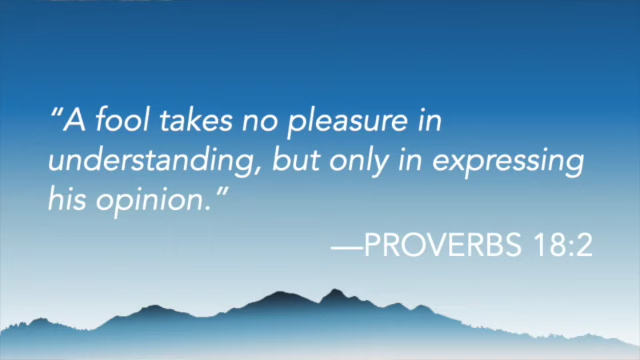 “A fool takes no pleasure in
understanding, but only in expressing
his opinion.”
—PROVERBS 18:2